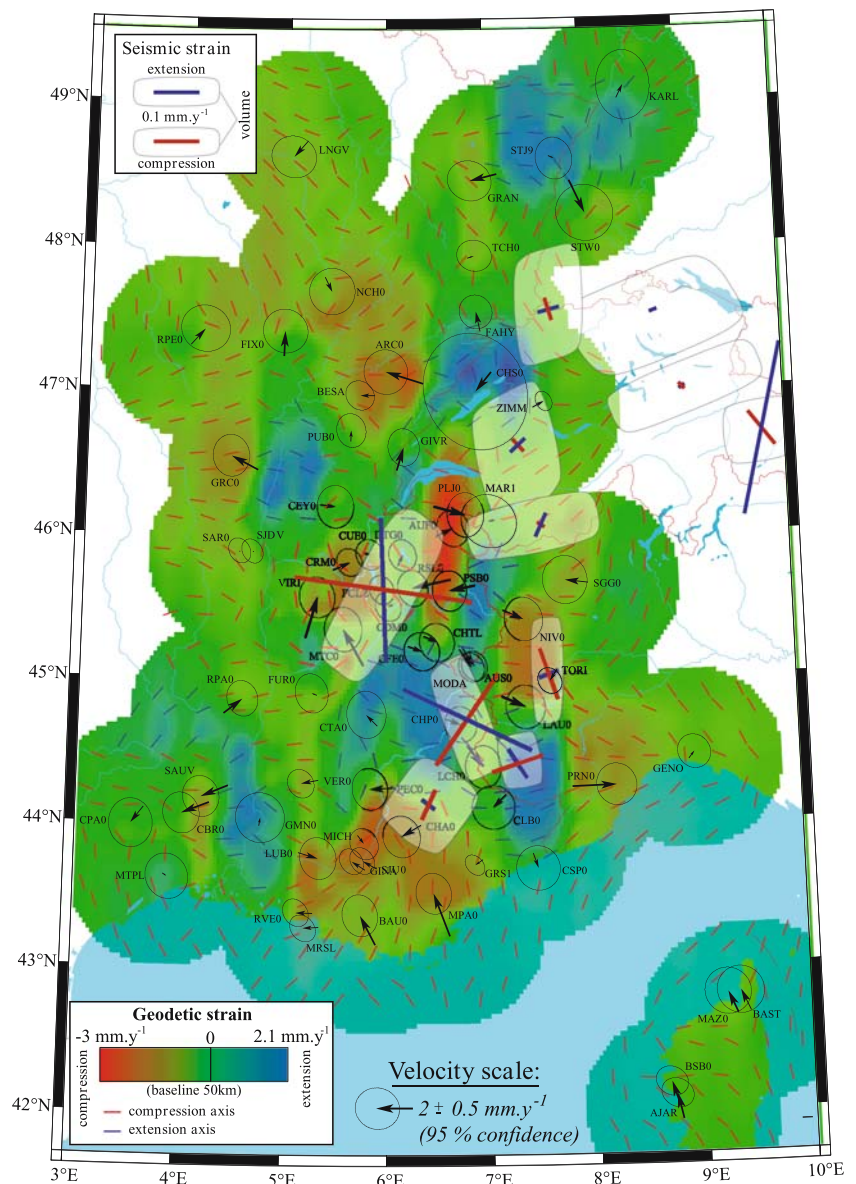 Seismic strain
extension
0.1 mm.y⁻¹
compression
volume
49°N
48°N
47°N
46°N
45°N
44°N
43°N
42°N
KARL
LNGV
STJ9
GRAN
STW0
TCH0
NCH0
FAHY
RPE0
FIX0
ARC0
CHS0
BESA
ZIMM
PUB0
GIVR
GRC0
PLJ0
MAR1
CEY0
SAR0
SJDV
CUE0
CRM0
RSL0
PSB0
SGG0
NIV0
MTC0
CHTL
TORI
MODA
AUS0
RPA0
FUR0
CTA0
CHP0
LAU0
SAUV
VER0
PEC0
LCH0
PRN0
GENO
CPA0
CBR0
GMN0
MICH
CHA0
CLB0
LUB0
MTPL
GRS1
CSP0
RVE0
BAU0
MPA0
MRSL
MAZ0
BAST
BSB0
AJAR
Geodetic strain
-3 mm.y⁻¹
0
2.1 mm.y⁻¹
compression
extension
(baseline 50km)
compression axis
extension axis
Velocity scale:
2 ± 0.5 mm.y⁻¹
(95 % confidence)
3°E
4°E
5°E
6°E
7°E
8°E
9°E
10°E